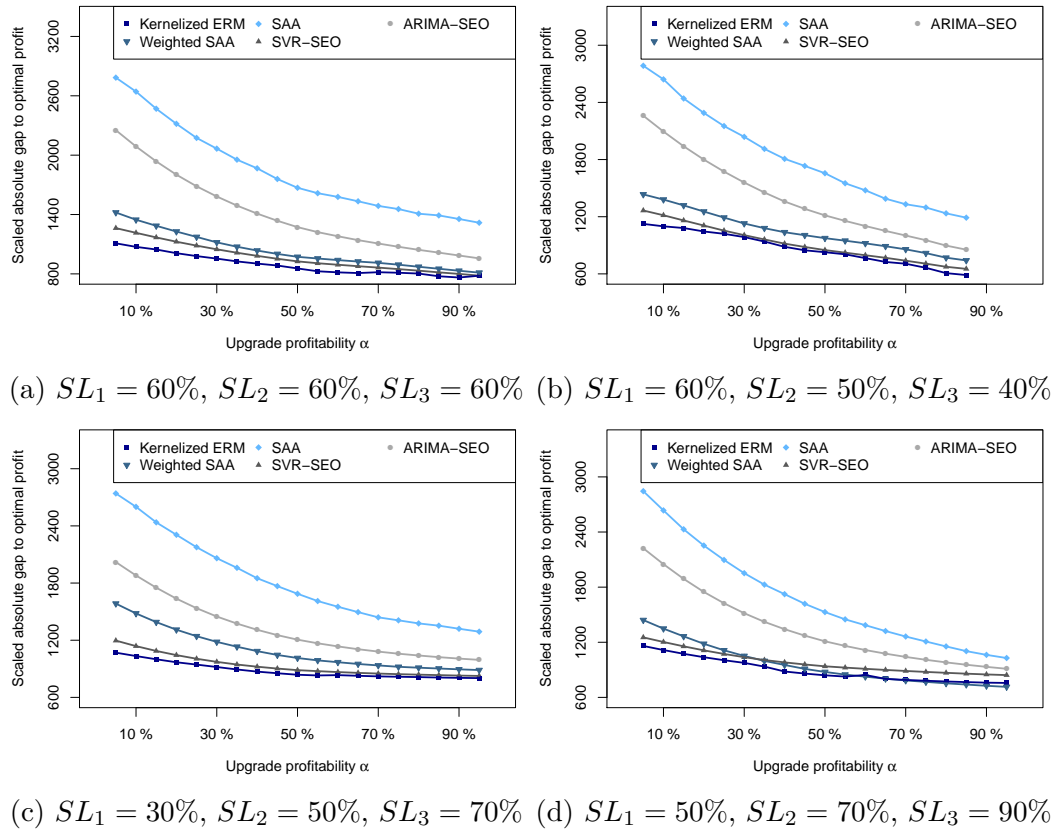 Kernelized ERM SAA ARIMA−SEO
Weighted SAA SVR−SEO
Scaled absolute gap to optimal profit
3200
2600
2000
1400
800
10 % 30 % 50 % 70 % 90 %
Upgrade profitability α
(a) SL1 = 60%, SL2 = 60%, SL3 = 60%
Kernelized ERM SAA ARIMA−SEO
Weighted SAA SVR−SEO
Scaled absolute gap to optimal profit
3000
2400
1800
1200
600
10 % 30 % 50 % 70 % 90 %
Upgrade profitability α
(b) SL1 = 60%, SL2 = 50%, SL3 = 40%
Kernelized ERM SAA ARIMA−SEO
Weighted SAA SVR−SEO
Scaled absolute gap to optimal profit
3000
2400
1800
1200
600
10 % 30 % 50 % 70 % 90 %
Upgrade profitability α
(c) SL1 = 30%, SL2 = 50%, SL3 = 70%
Kernelized ERM SAA ARIMA−SEO
Weighted SAA SVR−SEO
Scaled absolute gap to optimal profit
3000
2400
1800
1200
600
10 % 30 % 50 % 70 % 90 %
Upgrade profitability α
(d) SL1 = 50%, SL2 = 70%, SL3 = 90%